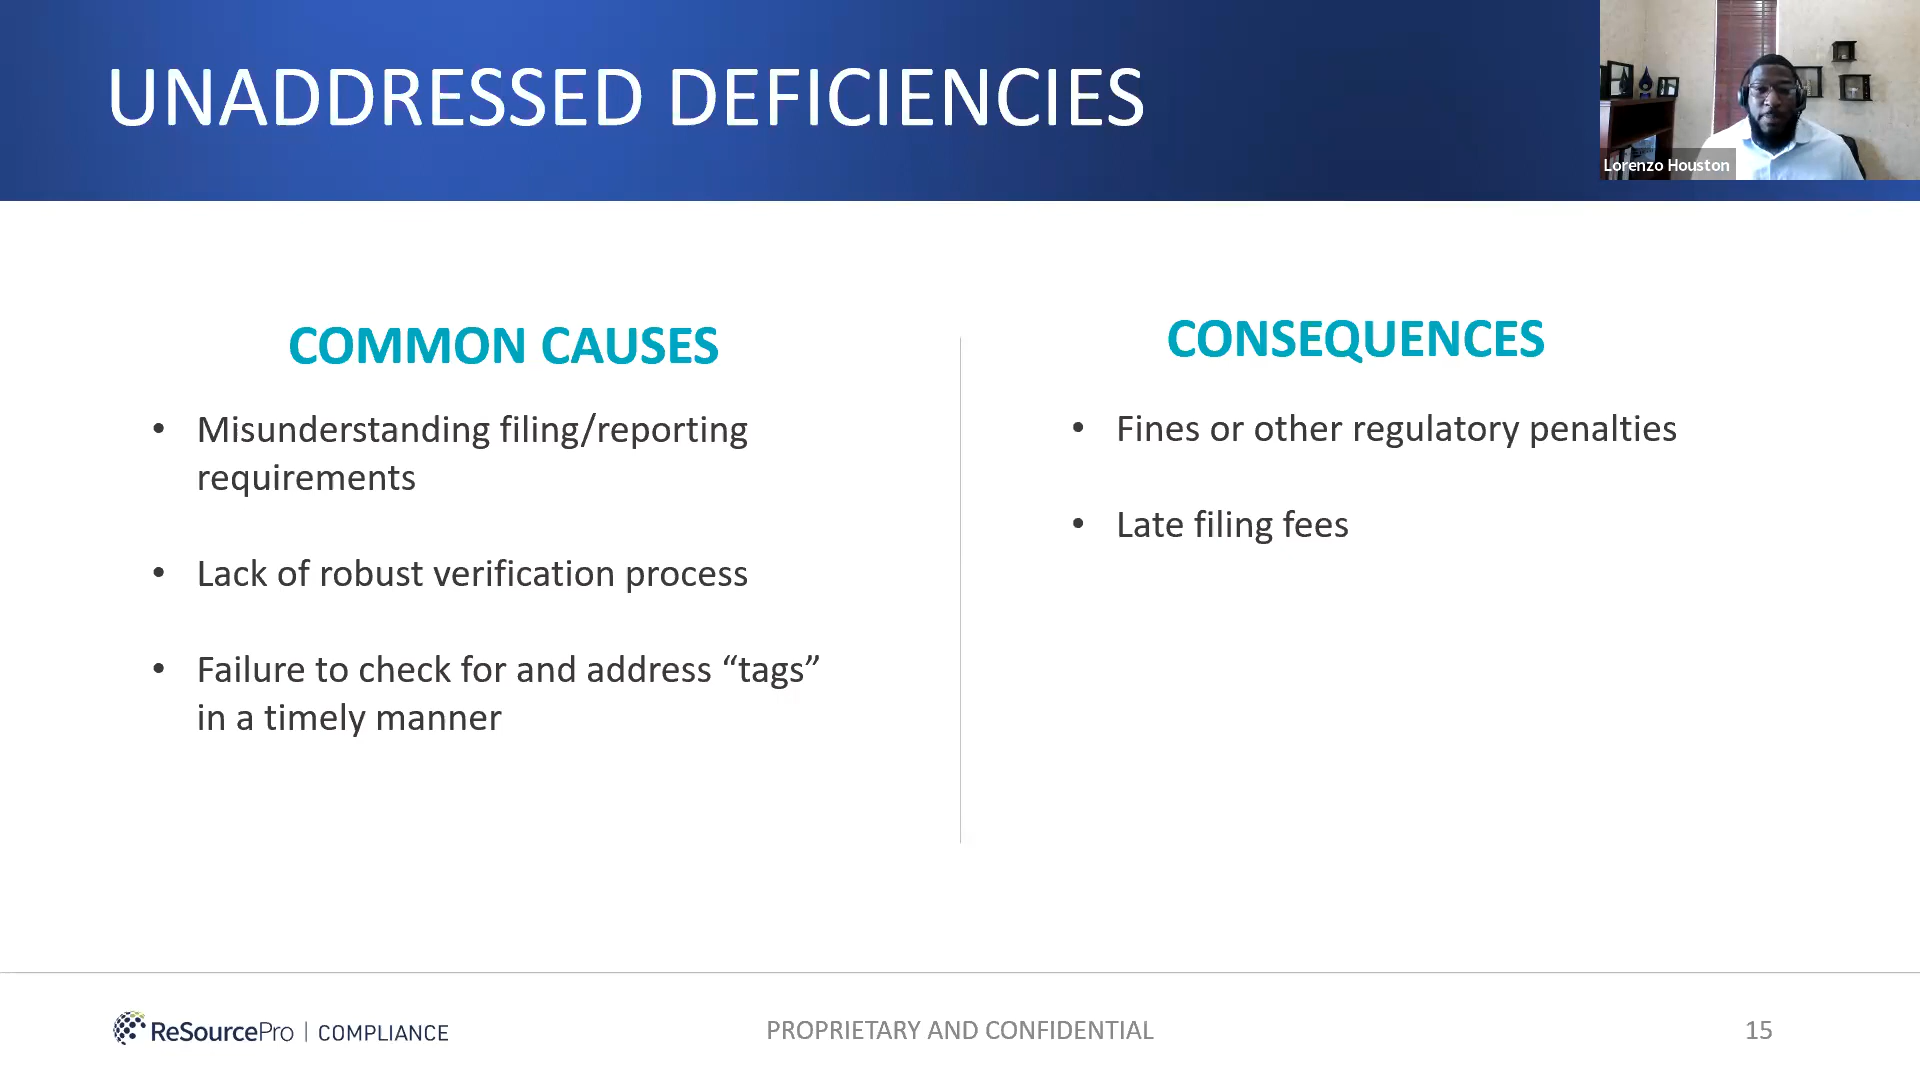 UNADDRESSED DEFICIENCIES
Lorenzo Houston
COMMON CAUSES
• Misunderstanding filing/reporting
requirements
• Lack of robust verification process
• Failure to check for and address “tags”
in a timely manner
CONSEQUENCES
• Fines or other regulatory penalties
• Late filing fees
ReSourcePro | COMPLIANCE
PROPRIETARY AND CONFIDENTIAL
15